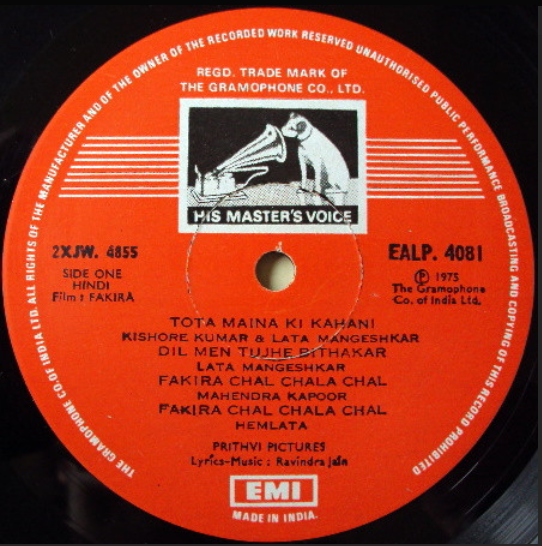 THE GRAMOPHONE CO. OF INDIA LTD. ALL RIGHTS OF THE MANUFACTURER AND OF THE OWNER OF THE RECORDED WORK RESERVED UNAUTHORISED PUBLIC PERFORMANCE BROADCASTING AND COPYING OF THIS RECORD PROHIBITED
REGD. TRADE MARK OF
THE GRAMOPHONE CO., LTD.
HIS MASTER'S VOICE
2XJW. 4855
SIDE ONE
HINDI
Film : FAKIRA
EALP. 4081
Ⓟ 1975
The Gramophone
Co. of India Ltd.
TOTA MAINA KI KAHANI
KISHORE KUMAR & LATA MANGESHKAR
DIL MEN TUJHE BITHAKAR
LATA MANGESHKAR
FAKIRA CHAL CHALA CHAL
MAHENDRA KAPOOR
FAKIRA CHAL CHALA CHAL
HEMLATA
PRITHVI PICTURES
Lyrics-Music : Ravindra Jain
EMI
MADE IN INDIA.